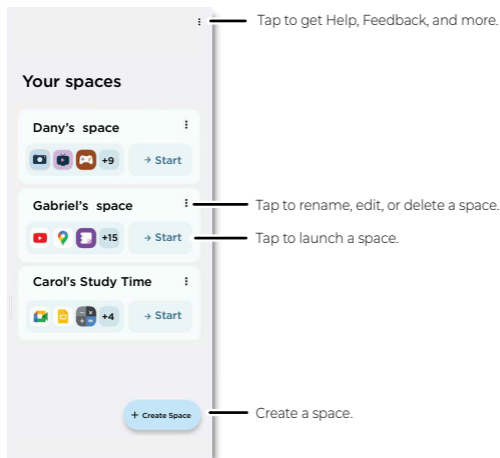 Tap to get Help, Feedback, and more.
Your spaces
Dany's space
+9
→ Start
Gabriel's space
Tap to rename, edit, or delete a space.
+15
→ Start
Tap to launch a space.
Carol's Study Time
+4
→ Start
+ Create Space
Create a space.